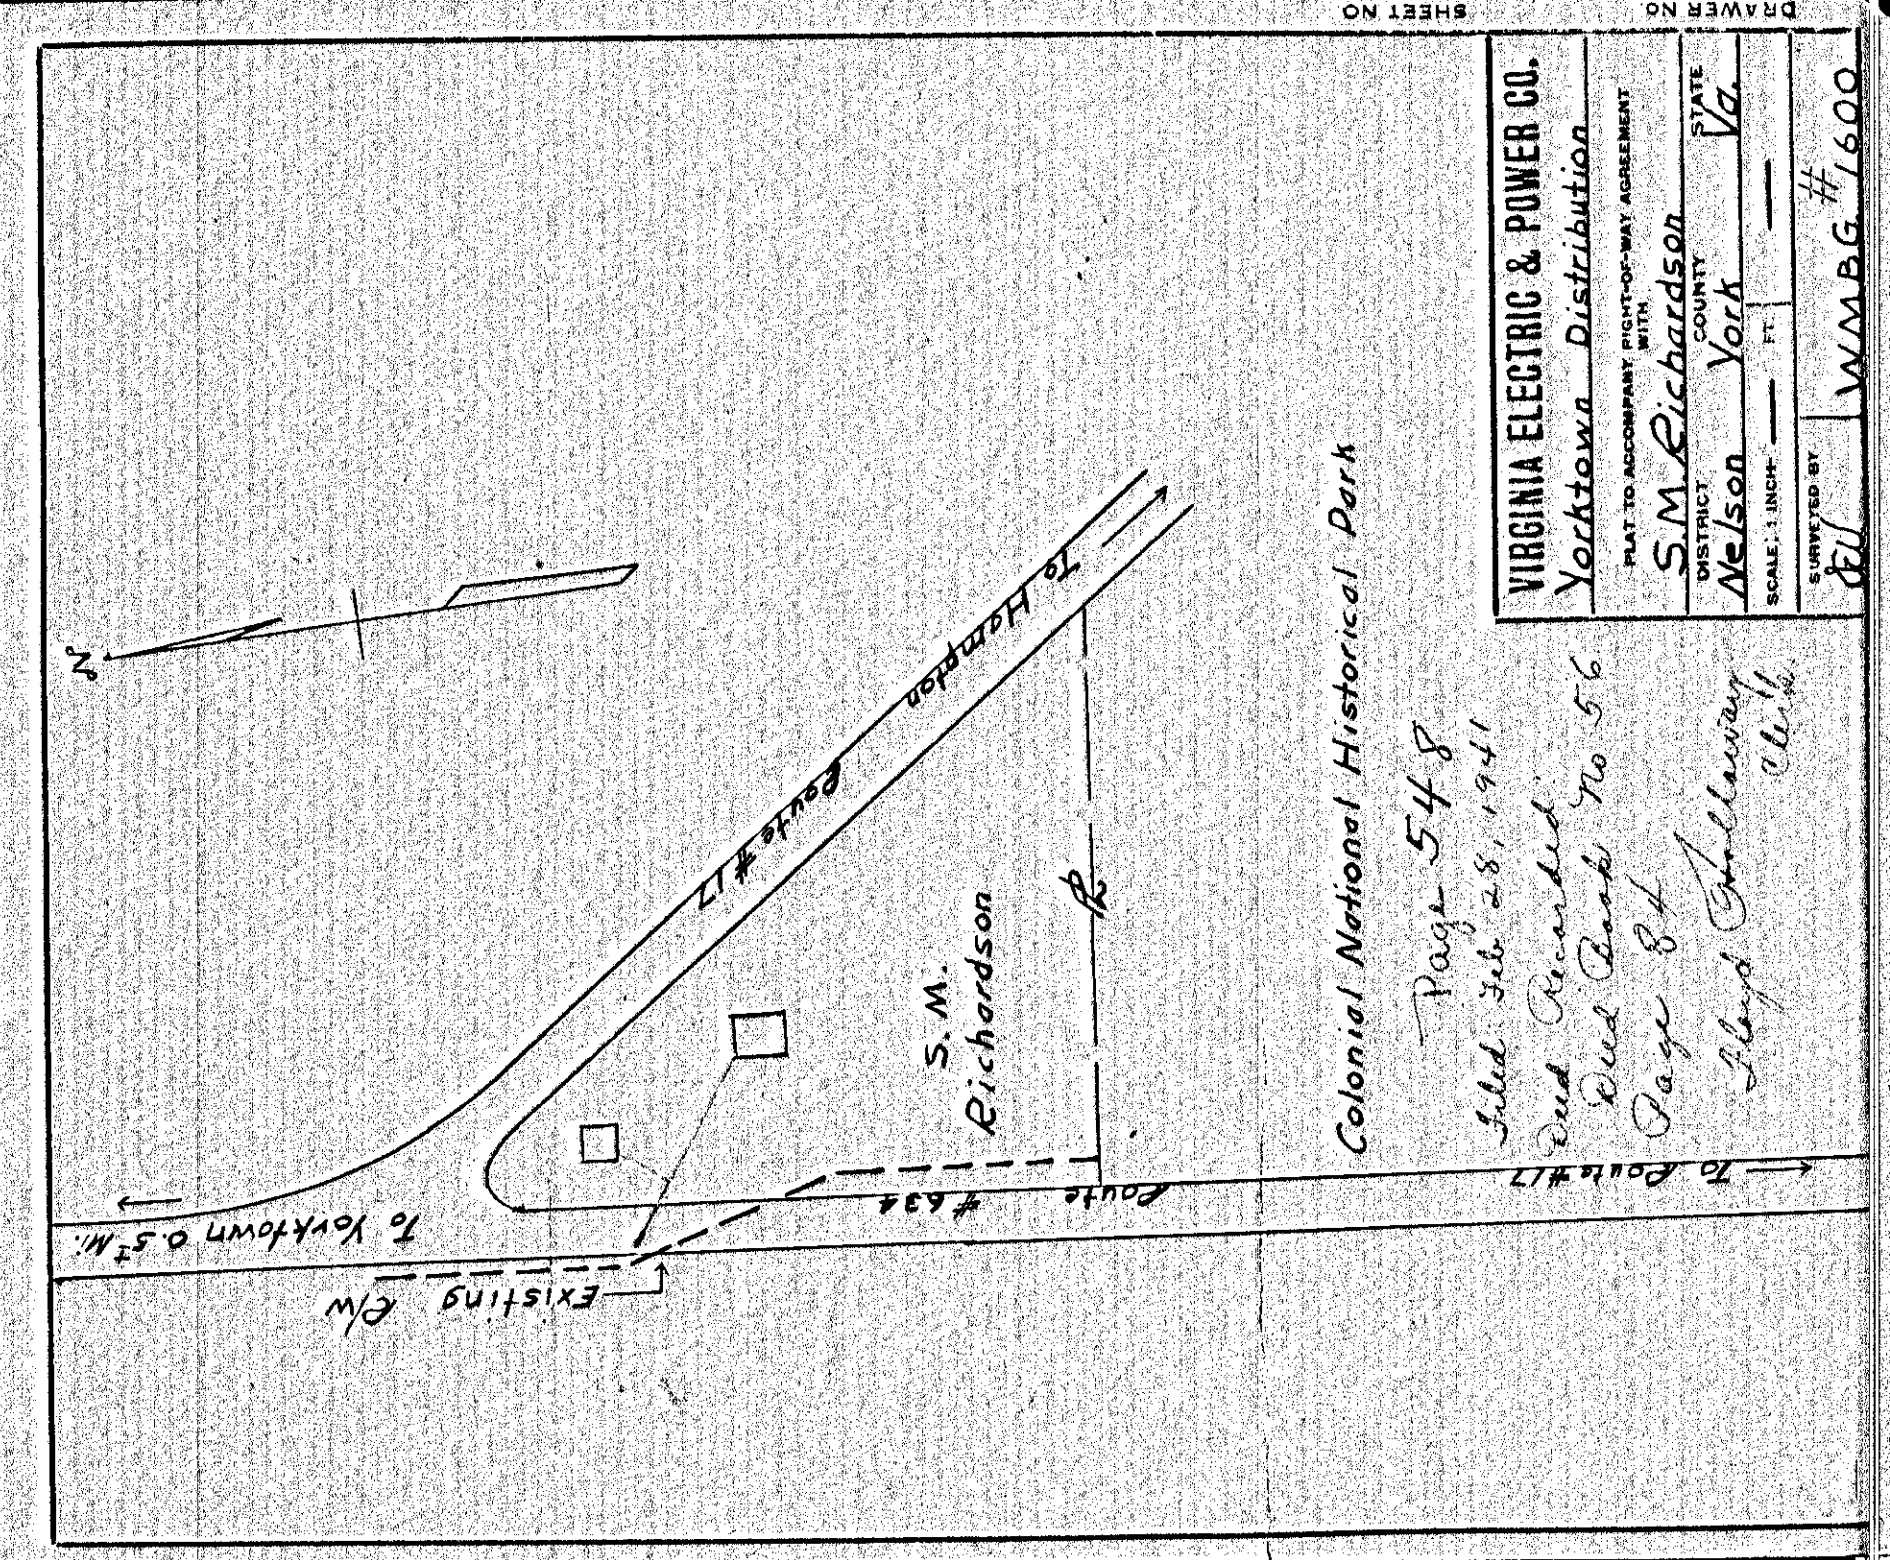 SHEET NO
DRAWER NO
N
To Yorktown 0.5± Mi.
Existing R/W
Route #17
To Hampton
Route #634
To Route #17
S. M.
Richardson
PL
Colonial National Historical Park
Page 548
Filed Feb 28, 1941
Deed Recorded
Deed Book No 56
Page 84
Floyd Holloway
Clerk.
VIRGINIA ELECTRIC & POWER CO.
Yorktown Distribution
PLAT TO ACCOMPANY RIGHT-OF-WAY AGREEMENT
WITH
S. M. Richardson
DISTRICT COUNTY STATE
Nelson York Va.
SCALE: 1 INCH — FT. —
SURVEYED BY
WMBG #1600